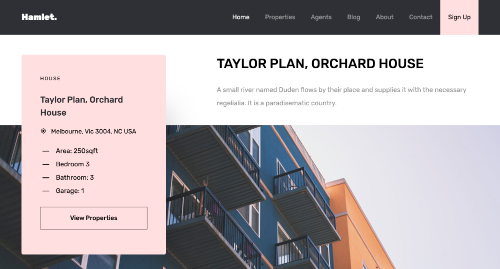 Hamlet.
Home Properties Agents Blog About Contact Sign Up
TAYLOR PLAN, ORCHARD HOUSE
A small river named Duden flows by their place and supplies it with the necessary
regelialia. It is a paradisematic country.
HOUSE
Taylor Plan, Orchard
House
Melbourne, Vic 3004, NC USA
Area: 250sqft
Bedroom 3
Bathroom: 3
Garage: 1
View Properties